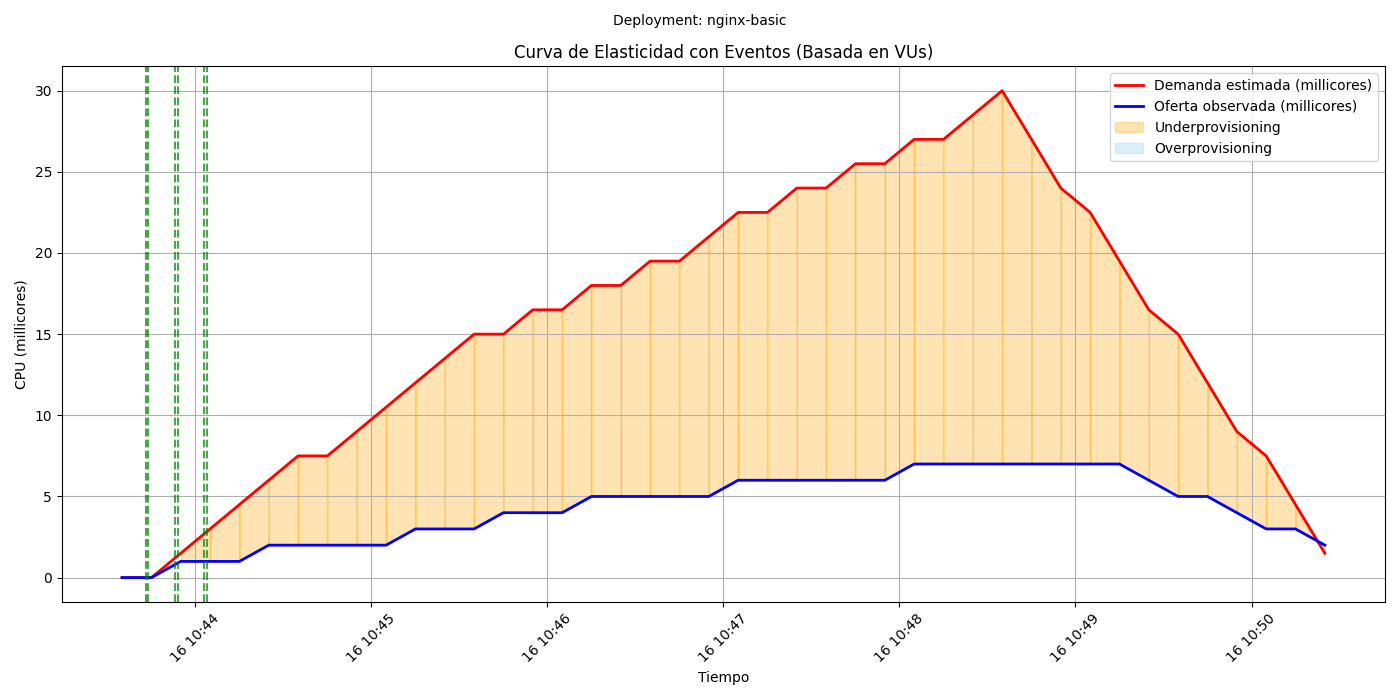 Deployment: nginx-basic
Curva de Elasticidad con Eventos (Basada en VUs)
Demanda estimada (millicores)
Oferta observada (millicores)
Underprovisioning
Overprovisioning
CPU (millicores)
30
25
20
15
10
5
0
16 10:44
16 10:45
16 10:46
16 10:47
16 10:48
16 10:49
16 10:50
Tiempo